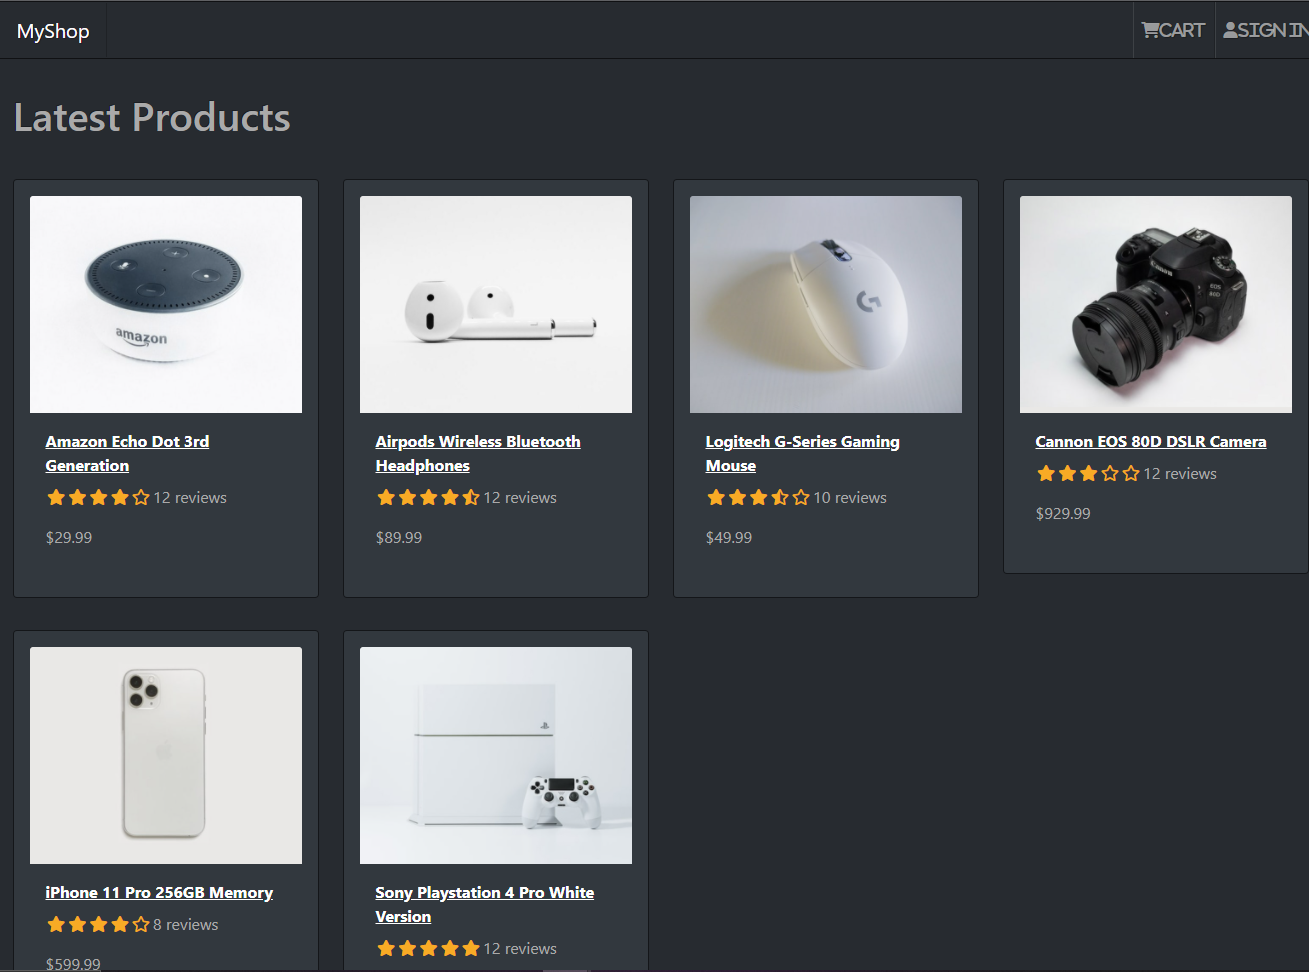 MyShop
CART
SIGN IN
Latest Products
amazon
Canon
EOS
80D
Amazon Echo Dot 3rd
Generation
12 reviews
$29.99
Airpods Wireless Bluetooth
Headphones
12 reviews
$89.99
Logitech G-Series Gaming
Mouse
10 reviews
$49.99
Cannon EOS 80D DSLR Camera
12 reviews
$929.99
iPhone 11 Pro 256GB Memory
8 reviews
$599.99
Sony Playstation 4 Pro White
Version
12 reviews